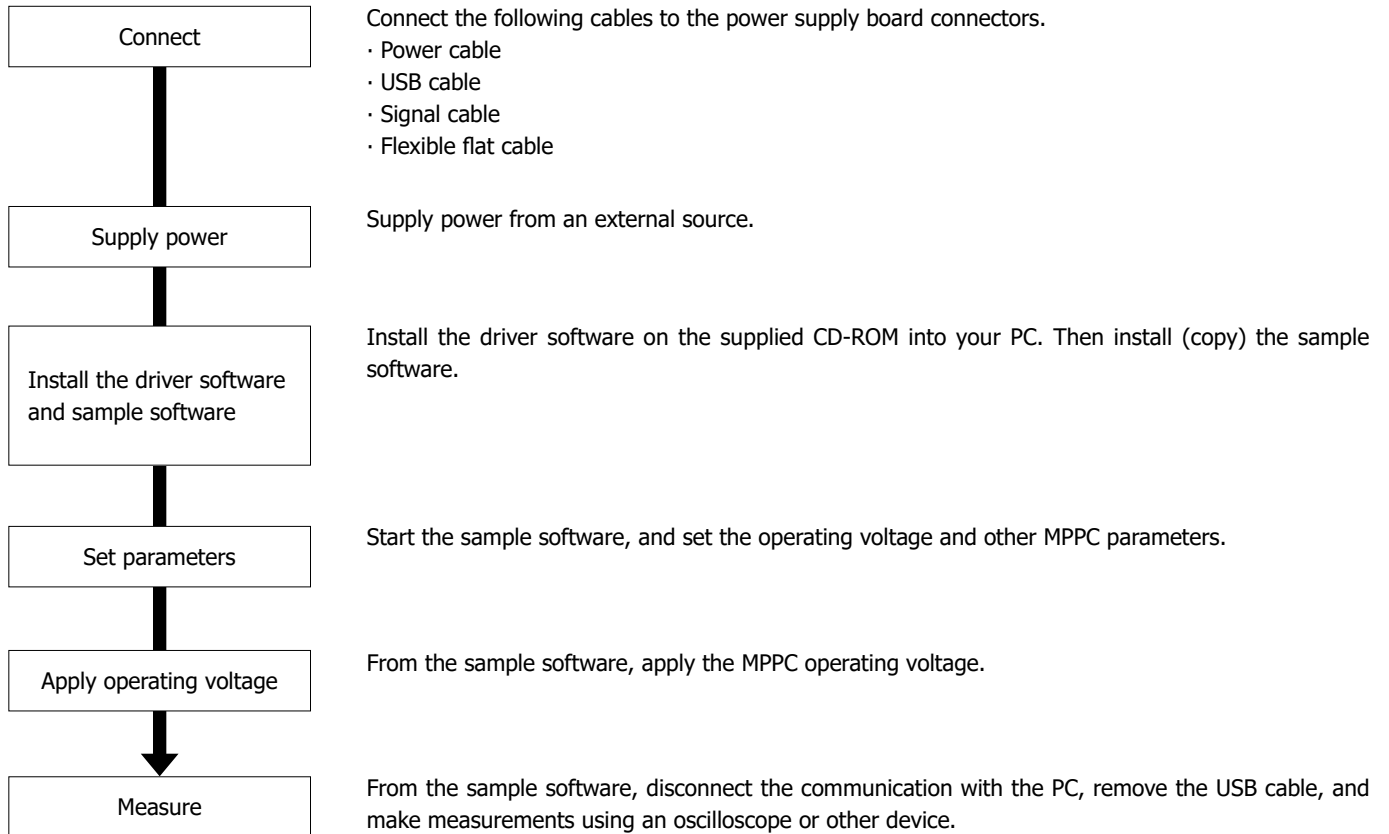 Connect
Connect the following cables to the power supply board connectors.
· Power cable
· USB cable
· Signal cable
· Flexible flat cable
Supply power
Supply power from an external source.
Install the driver software
and sample software
Install the driver software on the supplied CD-ROM into your PC. Then install (copy) the sample
software.
Set parameters
Start the sample software, and set the operating voltage and other MPPC parameters.
Apply operating voltage
From the sample software, apply the MPPC operating voltage.
Measure
From the sample software, disconnect the communication with the PC, remove the USB cable, and
make measurements using an oscilloscope or other device.